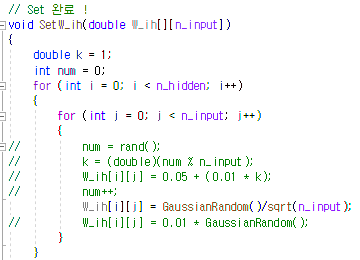 // Set 완료 !
void SetW_ih(double W_ih[][n_input])
{
    double k = 1;
    int num = 0;
    for (int i = 0; i < n_hidden; i++)
    {
        for (int j = 0; j < n_input; j++)
        {
//          num = rand();
//          k = (double)(num % n_input);
//          W_ih[i][j] = 0.05 + (0.01 * k);
//          num++;
            W_ih[i][j] = GaussianRandom()/sqrt(n_input);
//          W_ih[i][j] = 0.01 * GaussianRandom();
        }
    }